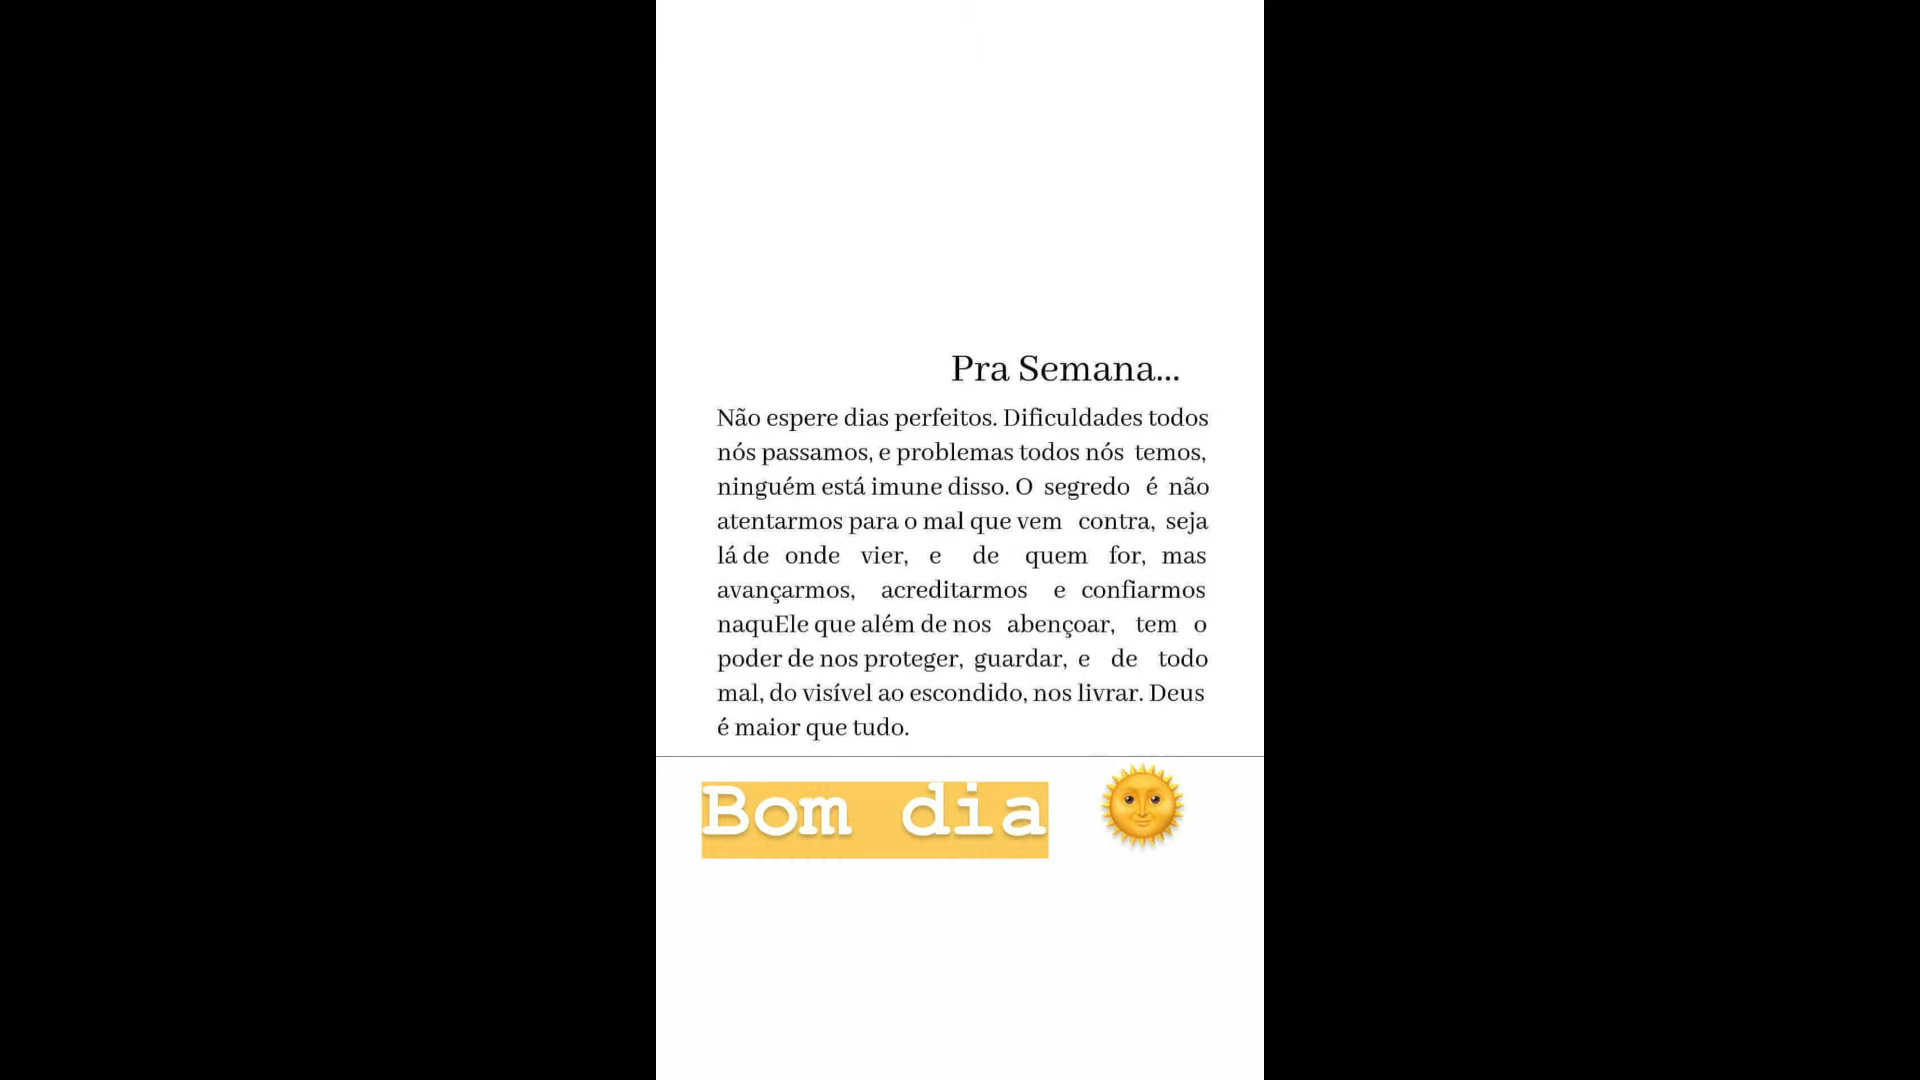 Pra Semana...
Não espere dias perfeitos. Dificuldades todos
nós passamos, e problemas todos nós temos,
ninguém está imune disso. O segredo é não
atentarmos para o mal que vem contra, seja
lá de onde vier, e de quem for, mas
avançarmos, acreditarmos e confiarmos
naquEle que além de nos abençoar, tem o
poder de nos proteger, guardar, e de todo
mal, do visível ao escondido, nos livrar. Deus
é maior que tudo.
Bom dia